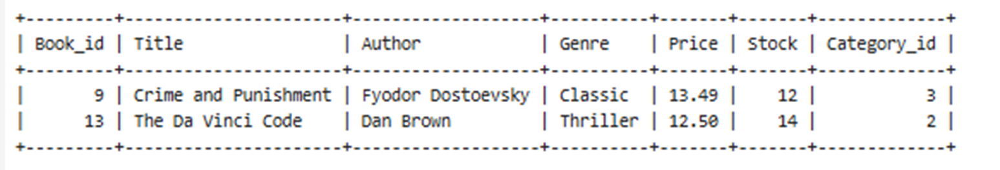 +---------+----------------------+-------------------+----------+-------+-------+-------------+
| Book_id | Title                | Author            | Genre    | Price | Stock | Category_id |
+---------+----------------------+-------------------+----------+-------+-------+-------------+
|       9 | Crime and Punishment | Fyodor Dostoevsky | Classic  | 13.49 |    12 |           3 |
|      13 | The Da Vinci Code    | Dan Brown         | Thriller | 12.50 |    14 |           2 |
+---------+----------------------+-------------------+----------+-------+-------+-------------+